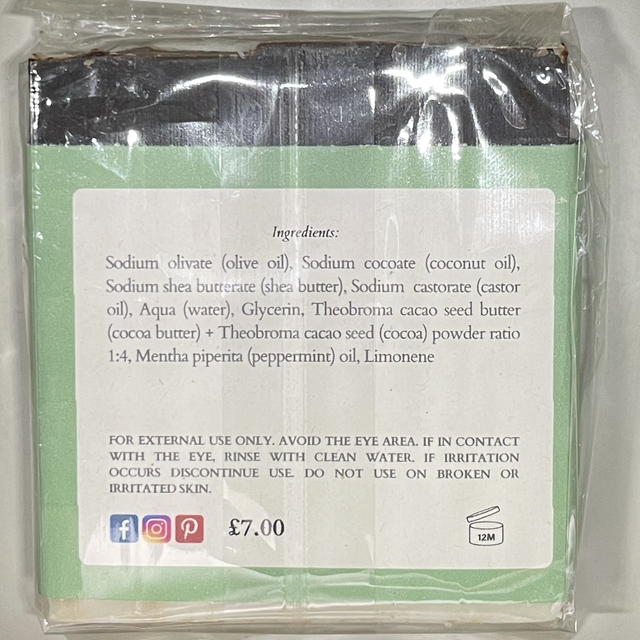 Ingredients:
Sodium olivate (olive oil), Sodium cocoate (coconut oil),
Sodium shea butterate (shea butter), Sodium castorate (castor
oil), Aqua (water), Glycerin, Theobroma cacao seed butter
(cocoa butter) + Theobroma cacao seed (cocoa) powder ratio
1:4, Mentha piperita (peppermint) oil, Limonene
FOR EXTERNAL USE ONLY. AVOID THE EYE AREA. IF IN CONTACT
WITH THE EYE, RINSE WITH CLEAN WATER. IF IRRITATION
OCCURS DISCONTINUE USE. DO NOT USE ON BROKEN OR
IRRITATED SKIN.
£7.00
12M